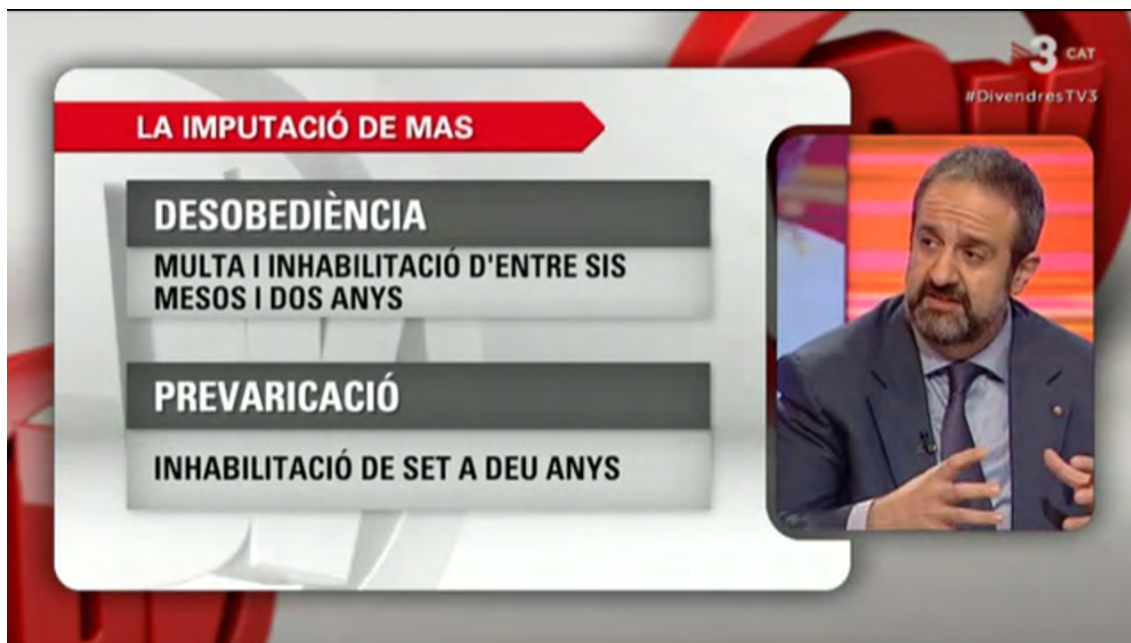 3 CAT
#DivendresTV3
LA IMPUTACIÓ DE MAS
DESOBEDIÈNCIA
MULTA I INHABILITACIÓ D'ENTRE SIS
MESOS I DOS ANYS
PREVARICACIÓ
INHABILITACIÓ DE SET A DEU ANYS